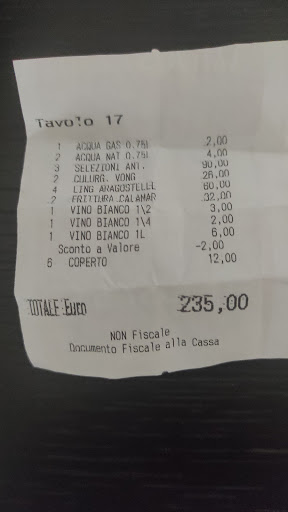 Tavolo 17
1 ACQUA GAS 0.75l 2,00
2 ACQUA NAT 0.75l 4,00
3 SELEZIONI ANT. 90,00
2 CULURG. VONG 26,00
4 LING ARAGOSTELLE 60,00
2 FRITTURA CALAMAR 32,00
1 VINO BIANCO 1\2 3,00
1 VINO BIANCO 1\4 2,00
1 VINO BIANCO 1L 6,00
Sconto a Valore -2,00
6 COPERTO 12,00
TOTALE Euro 235,00
NON Fiscale
Documento Fiscale alla Cassa